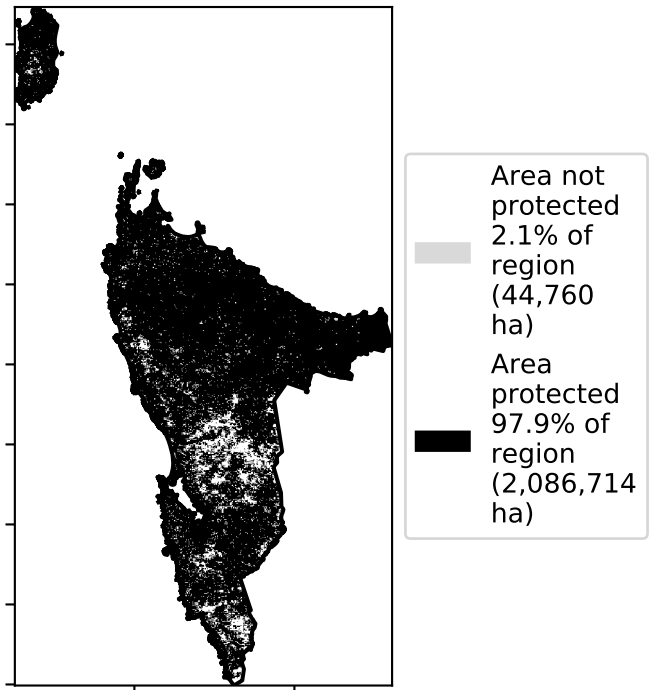 Area not
protected
2.1% of
region
(44,760
ha)
Area
protected
97.9% of
region
(2,086,714
ha)